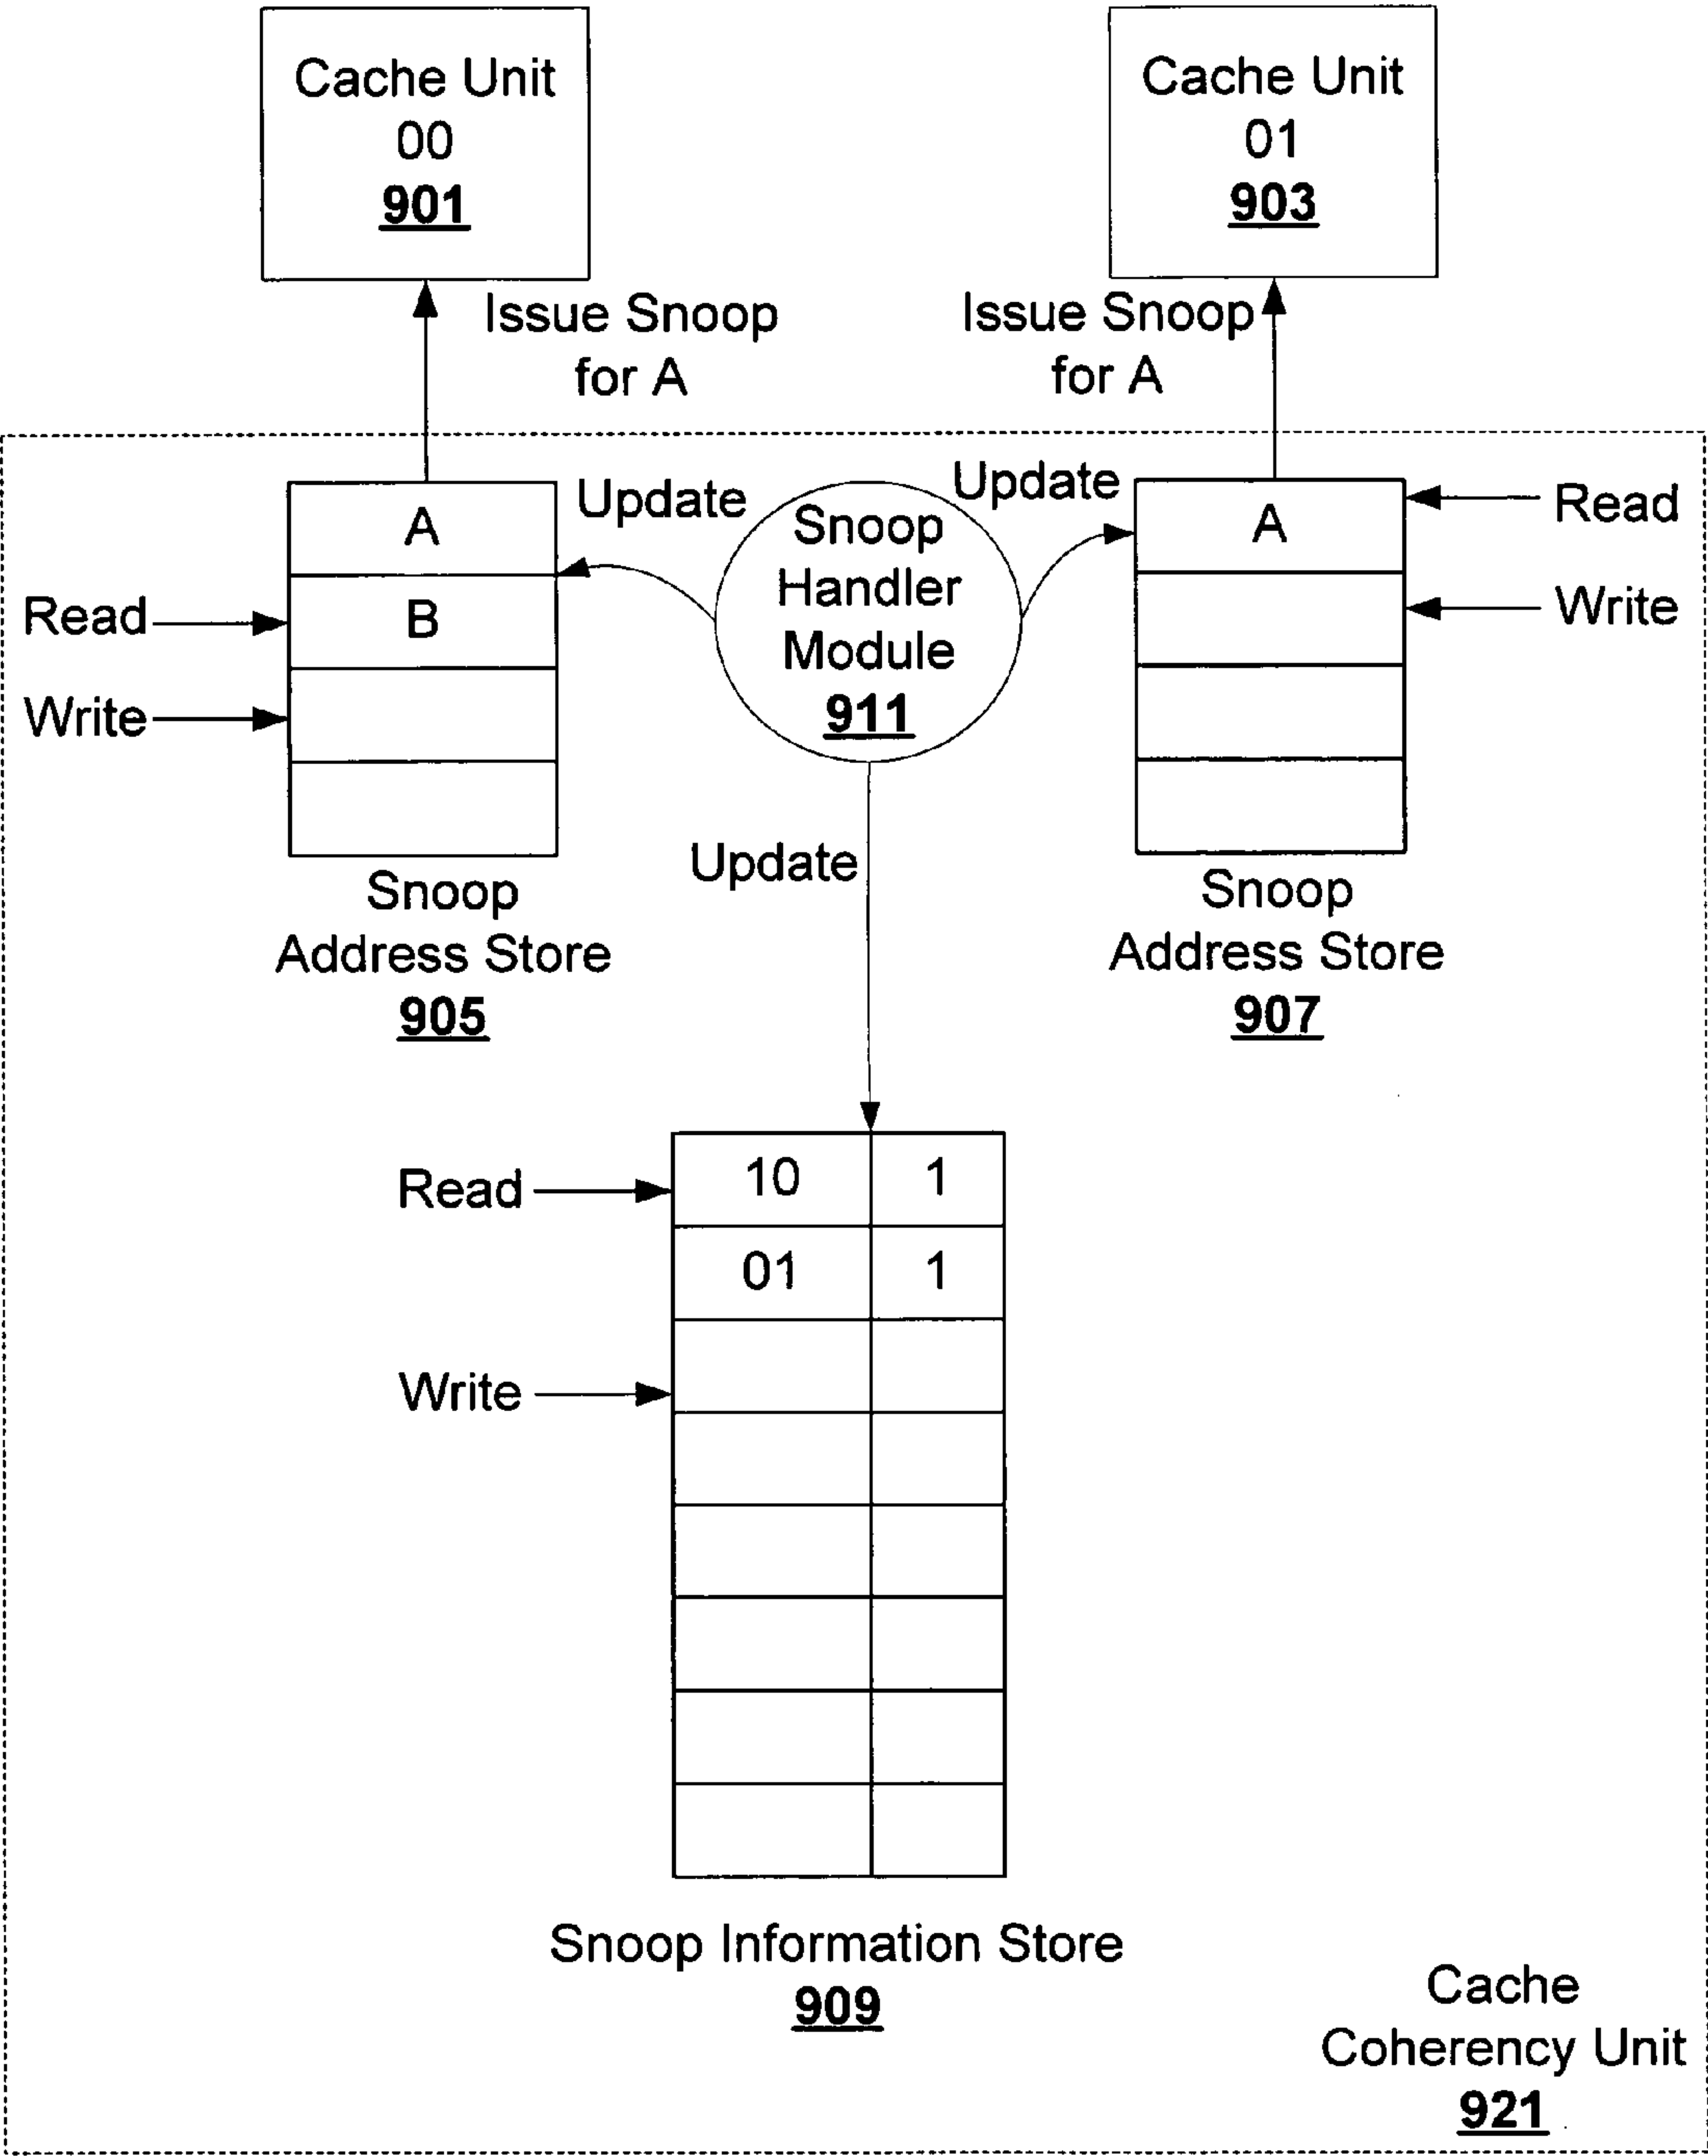 Cache Unit
00
901
Cache Unit
01
903
Issue Snoop
for A
Issue Snoop
for A
A
B
Read
Write
Update
Snoop
Handler
Module
911
Update
A
Read
Write
Snoop
Address Store
905
Update
Snoop
Address Store
907
Read
Write
10 1
01 1
Snoop Information Store
909
Cache
Coherency Unit
921